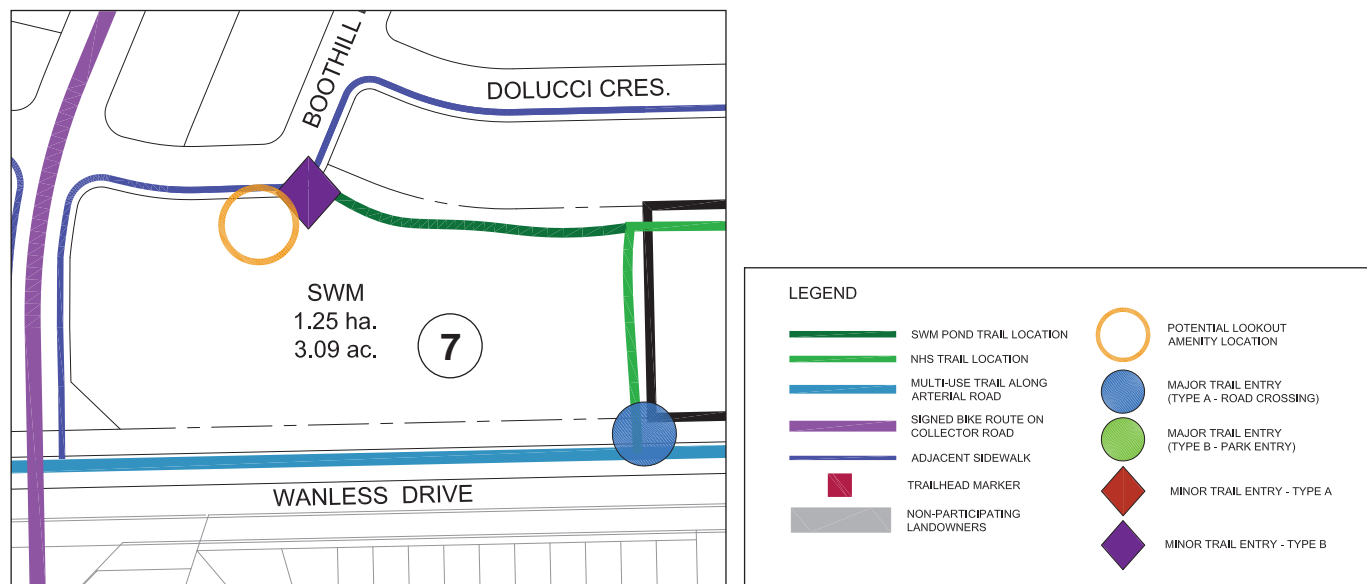 BOOTHILL
DOLUCCI CRES.
SWM
1.25 ha.
3.09 ac.
7
WANLESS DRIVE
LEGEND
SWM POND TRAIL LOCATION
NHS TRAIL LOCATION
MULTI-USE TRAIL ALONG
ARTERIAL ROAD
SIGNED BIKE ROUTE ON
COLLECTOR ROAD
ADJACENT SIDEWALK
TRAILHEAD MARKER
NON-PARTICIPATING
LANDOWNERS
POTENTIAL LOOKOUT
AMENITY LOCATION
MAJOR TRAIL ENTRY
(TYPE A - ROAD CROSSING)
MAJOR TRAIL ENTRY
(TYPE B - PARK ENTRY)
MINOR TRAIL ENTRY - TYPE A
MINOR TRAIL ENTRY - TYPE B